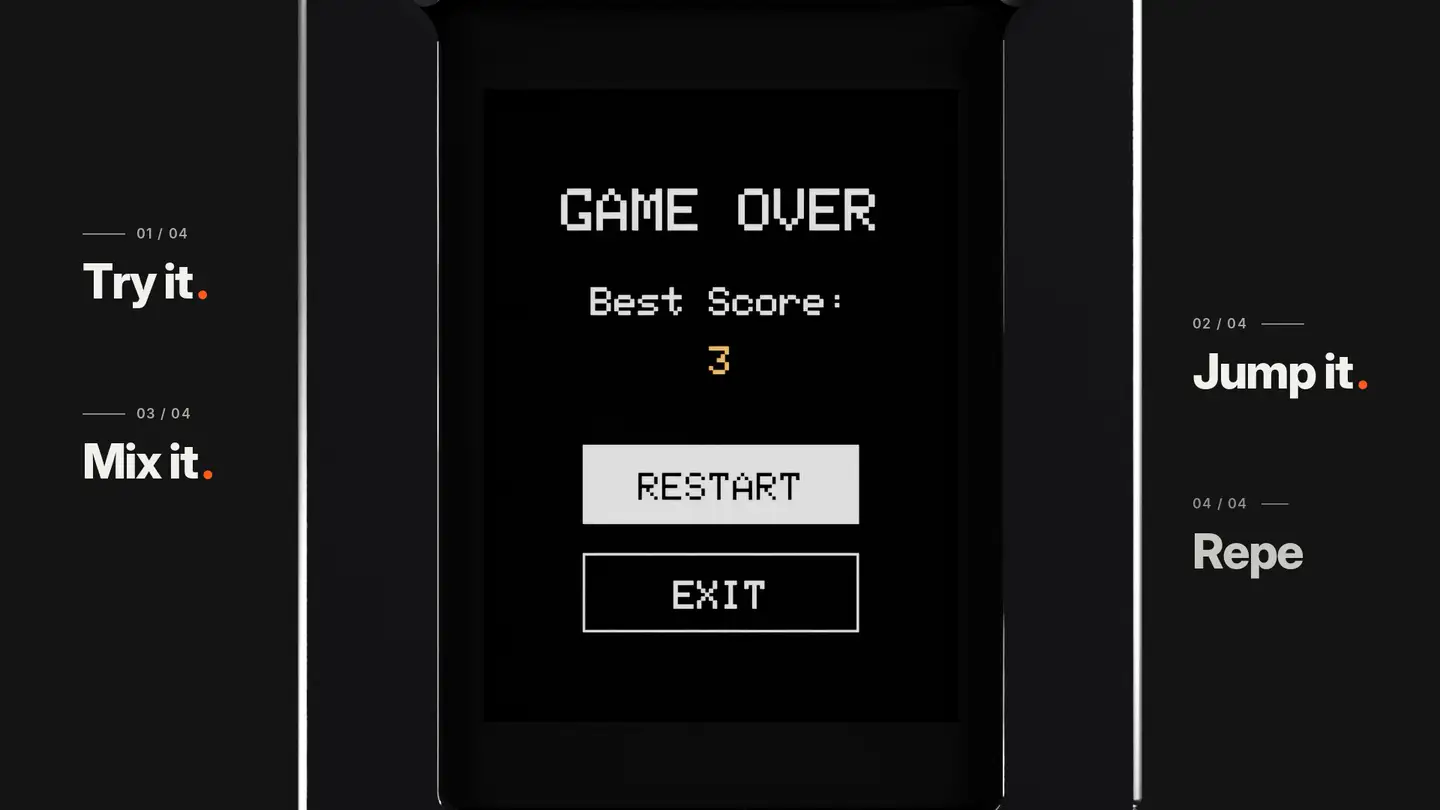 01 / 04
Try it.
03 / 04
Mix it.
GAME OVER
Best Score:
3
RESTART
EXIT
02 / 04
Jump it.
04 / 04
Repe